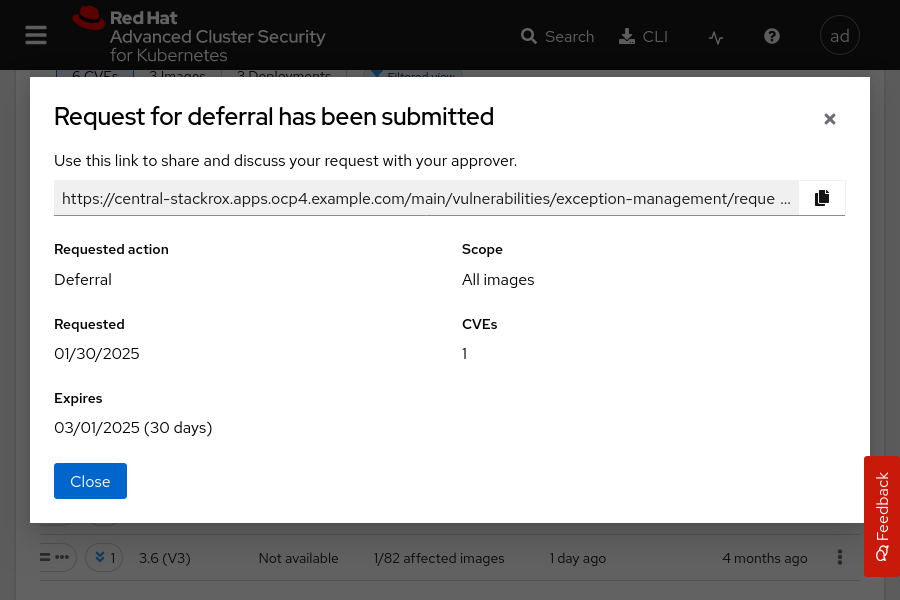 Red Hat
Advanced Cluster Security
for Kubernetes
Search
CLI
ad
6 CVEs
3 Images
3 Deployments
Filtered view
Request for deferral has been submitted
Use this link to share and discuss your request with your approver.
https://central-stackrox.apps.ocp4.example.com/main/vulnerabilities/exception-management/reque ...
Requested action
Scope
Deferral
All images
Requested
CVEs
01/30/2025
1
Expires
03/01/2025 (30 days)
Close
Feedback
1
3.6 (V3)
Not available
1/82 affected images
1 day ago
4 months ago